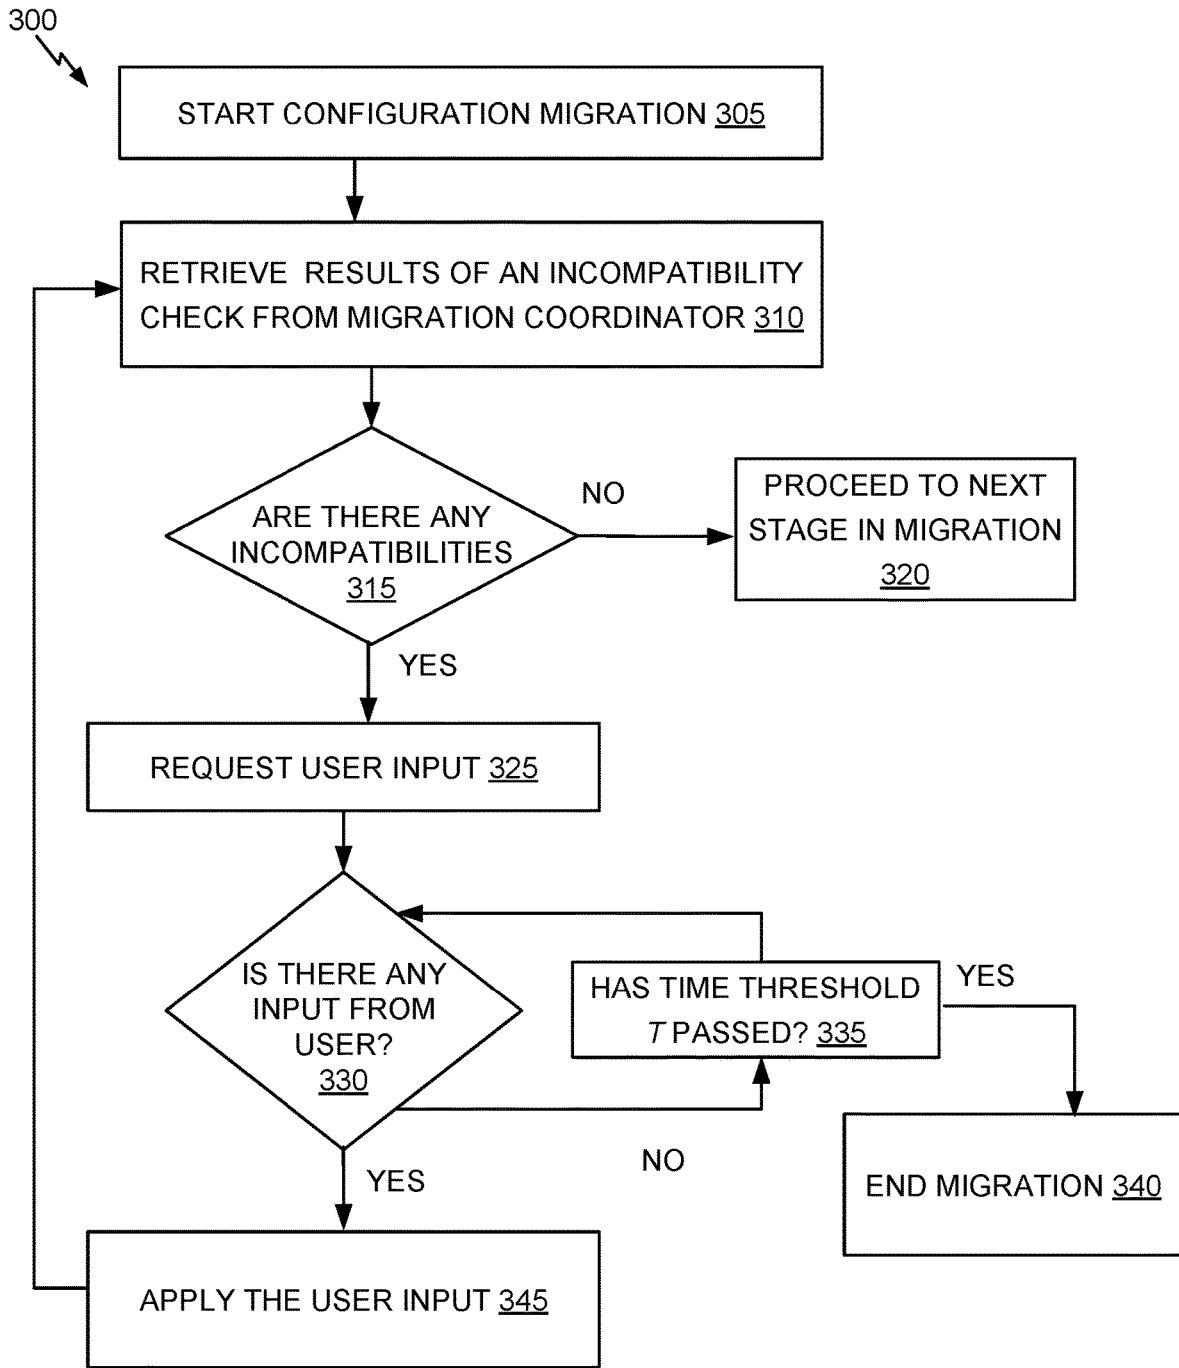 300
START CONFIGURATION MIGRATION 305
RETRIEVE RESULTS OF AN INCOMPATIBILITY
CHECK FROM MIGRATION COORDINATOR 310
ARE THERE ANY
INCOMPATIBILITIES
315
NO
PROCEED TO NEXT
STAGE IN MIGRATION
320
YES
REQUEST USER INPUT 325
IS THERE ANY
INPUT FROM
USER?
330
HAS TIME THRESHOLD
T PASSED? 335
YES
NO
END MIGRATION 340
YES
APPLY THE USER INPUT 345